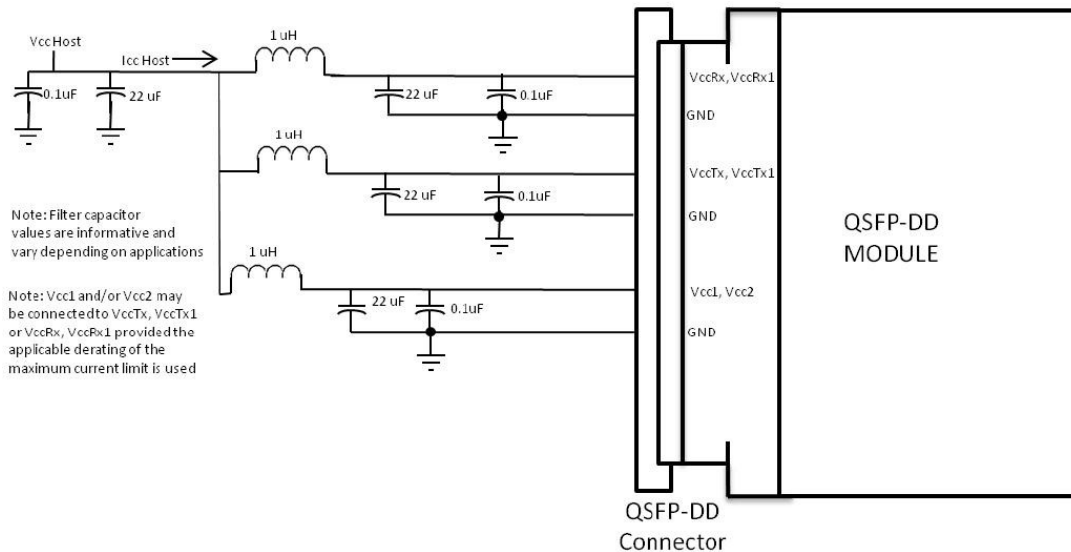 Vcc Host
Icc Host
1 uH
0.1uF
22 uF
22 uF
0.1uF
VccRx, VccRx1
GND
1 uH
22 uF
0.1uF
VccTx, VccTx1
GND
Note: Filter capacitor
values are informative and
vary depending on applications
1 uH
22 uF
0.1uF
Vcc1, Vcc2
GND
Note: Vcc1 and/or Vcc2 may
be connected to VccTx, VccTx1
or VccRx, VccRx1 provided the
applicable derating of the
maximum current limit is used
QSFP-DD
MODULE
QSFP-DD
Connector